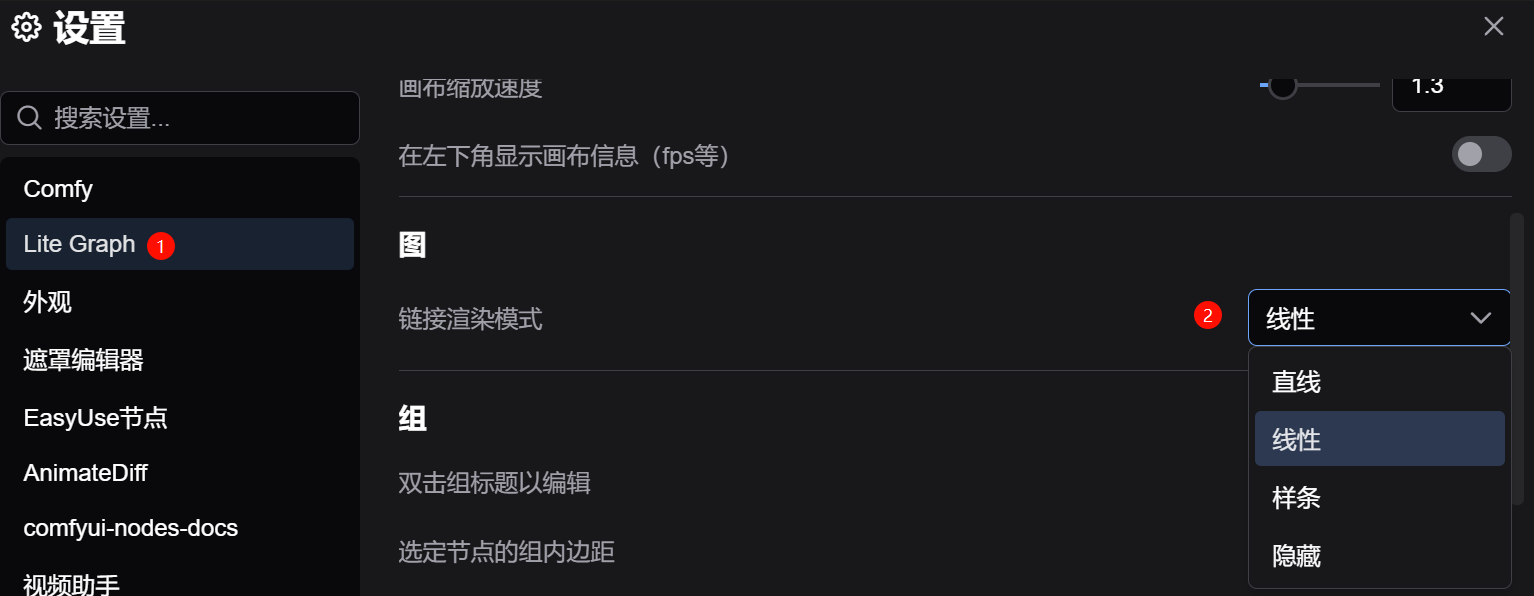 设置
搜索设置...
Comfy
Lite Graph 1
外观
遮罩编辑器
EasyUse节点
AnimateDiff
comfyui-nodes-docs
视频助手
画布缩放速度 1.3
在左下角显示画布信息（fps等）
图
链接渲染模式 2 线性
直线
线性
样条
隐藏
组
双击组标题以编辑
选定节点的组内边距